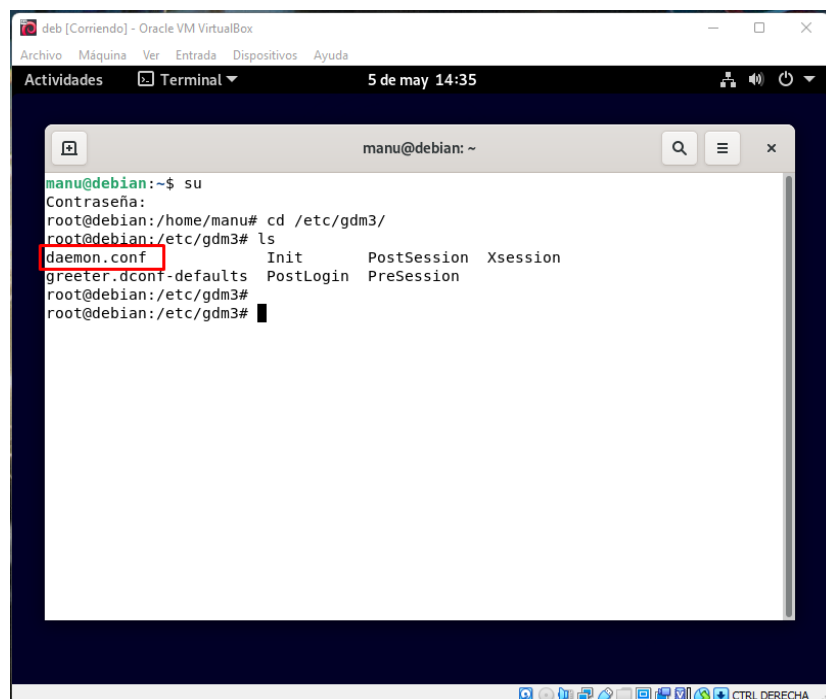 deb [Corriendo] - Oracle VM VirtualBox
Archivo Máquina Ver Entrada Dispositivos Ayuda
Actividades Terminal 5 de may 14:35
manu@debian: ~
manu@debian:~$ su
Contraseña:
root@debian:/home/manu# cd /etc/gdm3/
root@debian:/etc/gdm3# ls
daemon.conf Init PostSession Xsession
greeter.dconf-defaults PostLogin PreSession
root@debian:/etc/gdm3#
root@debian:/etc/gdm3#
CTRL DERECHA